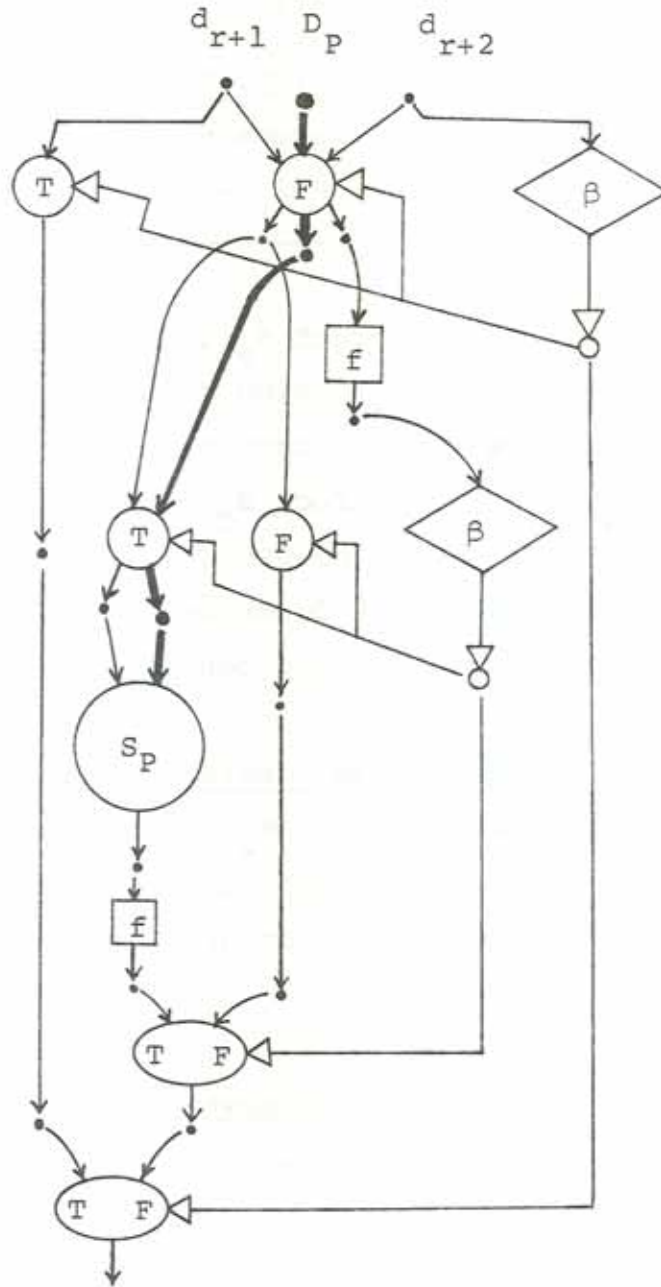 d_{r+1} D_P d_{r+2}
T F β
f
T F β
S_P
f
T F
T F